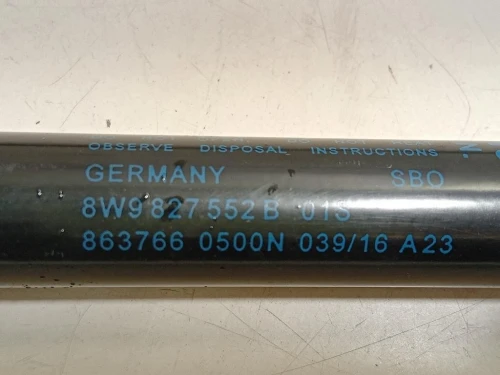 OBSERVE DISPOSAL INSTRUCTIONS
GERMANY SBO
8W9 827 552 B 01S
863766 0500N 039/16 A23